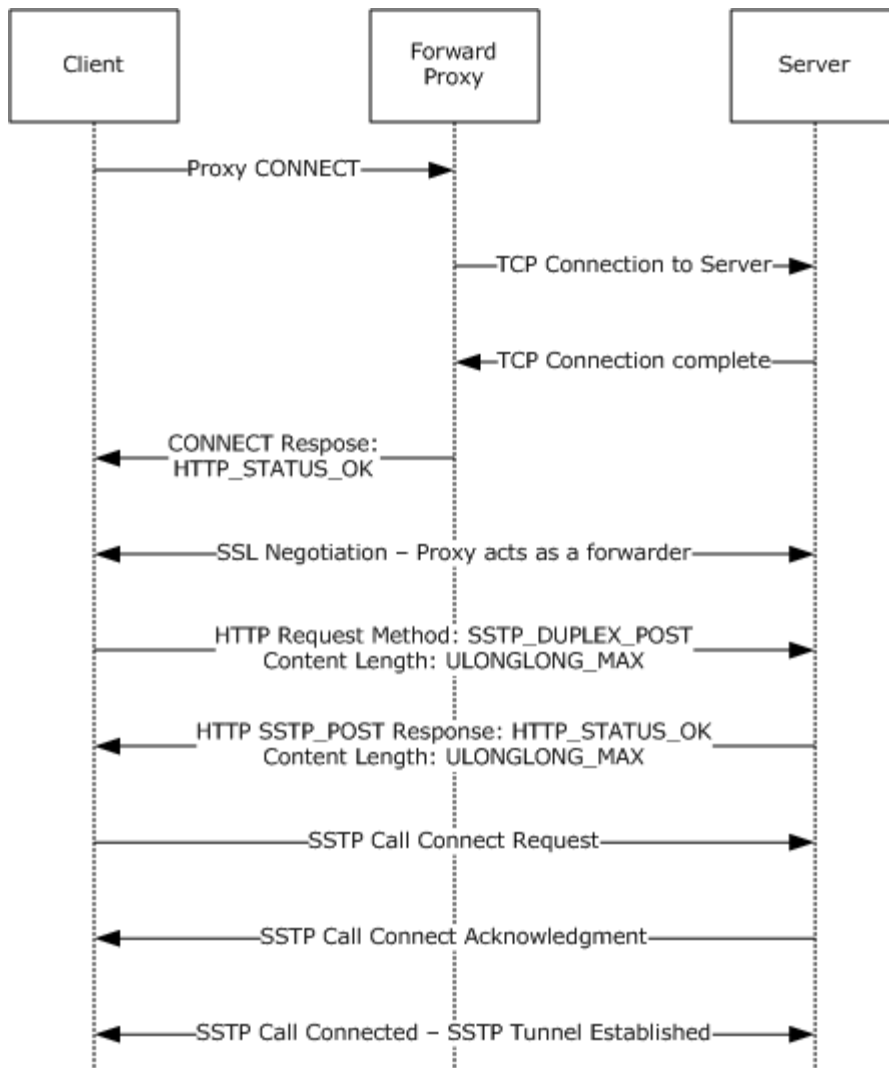 Client
Forward
Proxy
Server
Proxy CONNECT
TCP Connection to Server
TCP Connection complete
CONNECT Respose:
HTTP_STATUS_OK
SSL Negotiation – Proxy acts as a forwarder
HTTP Request Method: SSTP_DUPLEX_POST
Content Length: ULONGLONG_MAX
HTTP SSTP_POST Response: HTTP_STATUS_OK
Content Length: ULONGLONG_MAX
SSTP Call Connect Request
SSTP Call Connect Acknowledgment
SSTP Call Connected – SSTP Tunnel Established